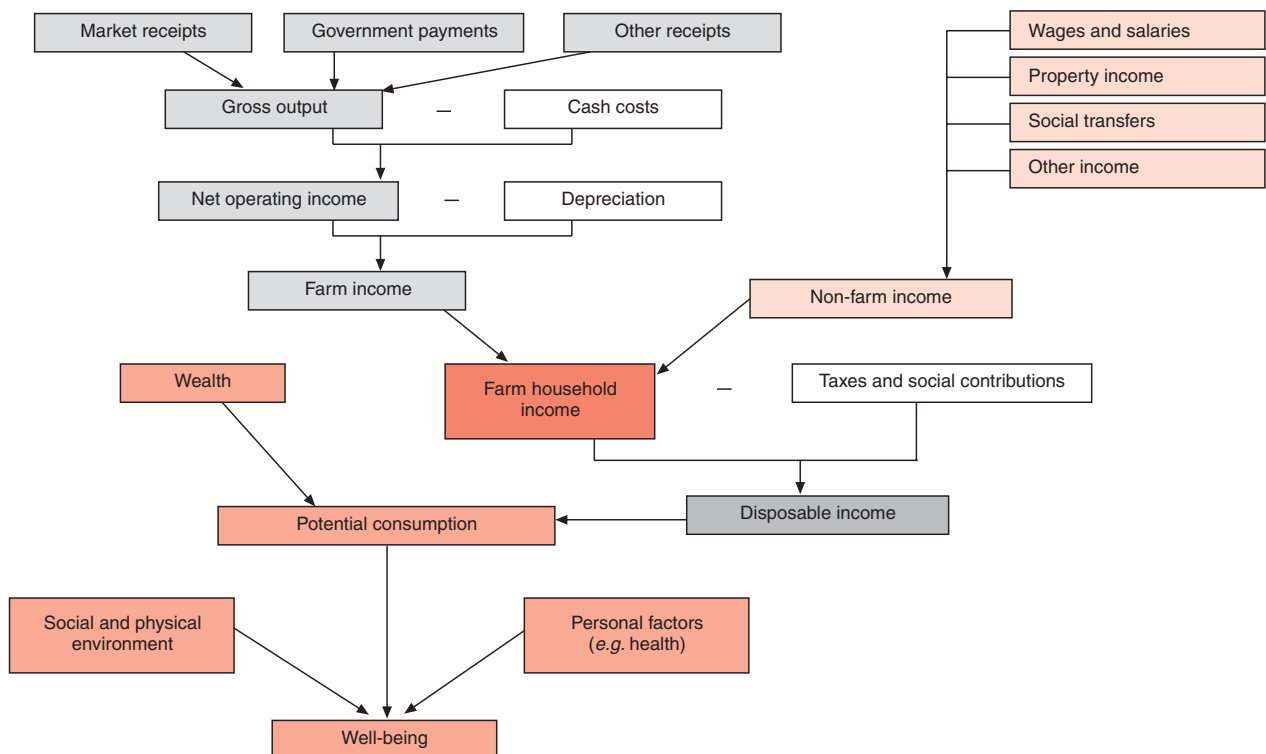 Market receipts
Government payments
Other receipts
Wages and salaries
Property income
Social transfers
Other income
Gross output
–
Cash costs
Net operating income
–
Depreciation
Farm income
Non-farm income
Wealth
Farm household
income
–
Taxes and social contributions
Potential consumption
Disposable income
Social and physical
environment
Personal factors
(e.g. health)
Well-being